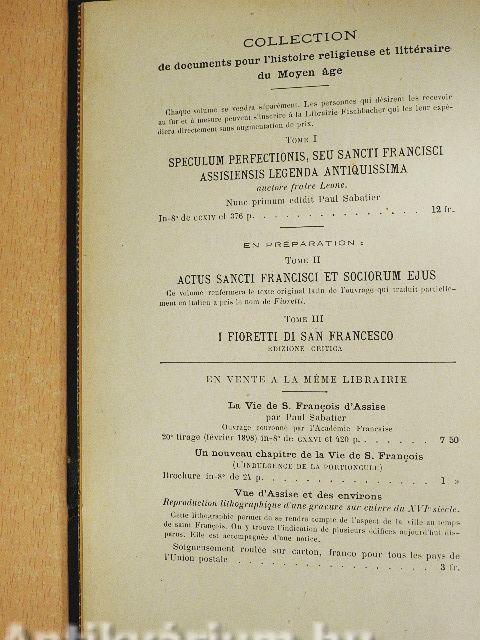 COLLECTION
de documents pour l'histoire religieuse et littéraire
du Moyen âge
Chaque volume se vendra séparément. Les personnes qui désirent les recevoir
au fur et à mesure peuvent s'inscrire à la Librairie Fischbacher qui les leur expé-
diera directement sans augmentation de prix.
TOME I
SPECULUM PERFECTIONIS, SEU SANCTI FRANCISCI
ASSISIENSIS LEGENDA ANTIQUISSIMA
auctore fratre Leone.
Nunc primum edidit Paul Sabatier
In-8° de CCXIV et 376 p. . . . . . . . . . . . . . . 12 fr.
EN PRÉPARATION :
TOME II
ACTUS SANCTI FRANCISCI ET SOCIORUM EJUS
Ce volume renfermera le texte original latin de l'ouvrage qui traduit partielle-
ment en italien a pris le nom de Fioretti.
TOME III
I FIORETTI DI SAN FRANCESCO
EDIZIONE CRITICA
EN VENTE A LA MÊME LIBRAIRIE
La Vie de S. François d'Assise
par Paul Sabatier
Ouvrage couronné par l'Académie Française
20e tirage (février 1898) in-8° de CXXVI et 420 p. . . . . . . 7 50
Un nouveau chapitre de la Vie de S. François
(L'INDULGENCE DE LA PORTIONCULE)
Brochure in-8° de 24 p. . . . . . . . . . . . . . . 1 »
Vue d'Assise et des environs
Reproduction lithographique d'une gravure sur cuivre du XVIe siècle.
Cette lithographie permet de se rendre compte de l'aspect de la ville au temps
de saint François. On y trouve l'indication de plusieurs édifices aujourd'hui dis-
parus. Elle est accompagnée d'une notice.
Soigneusement roulée sur carton, franco pour tous les pays de
l'Union postale . . . . . . . . . . . . . . . . . 3 fr.
Antikvárium.hu